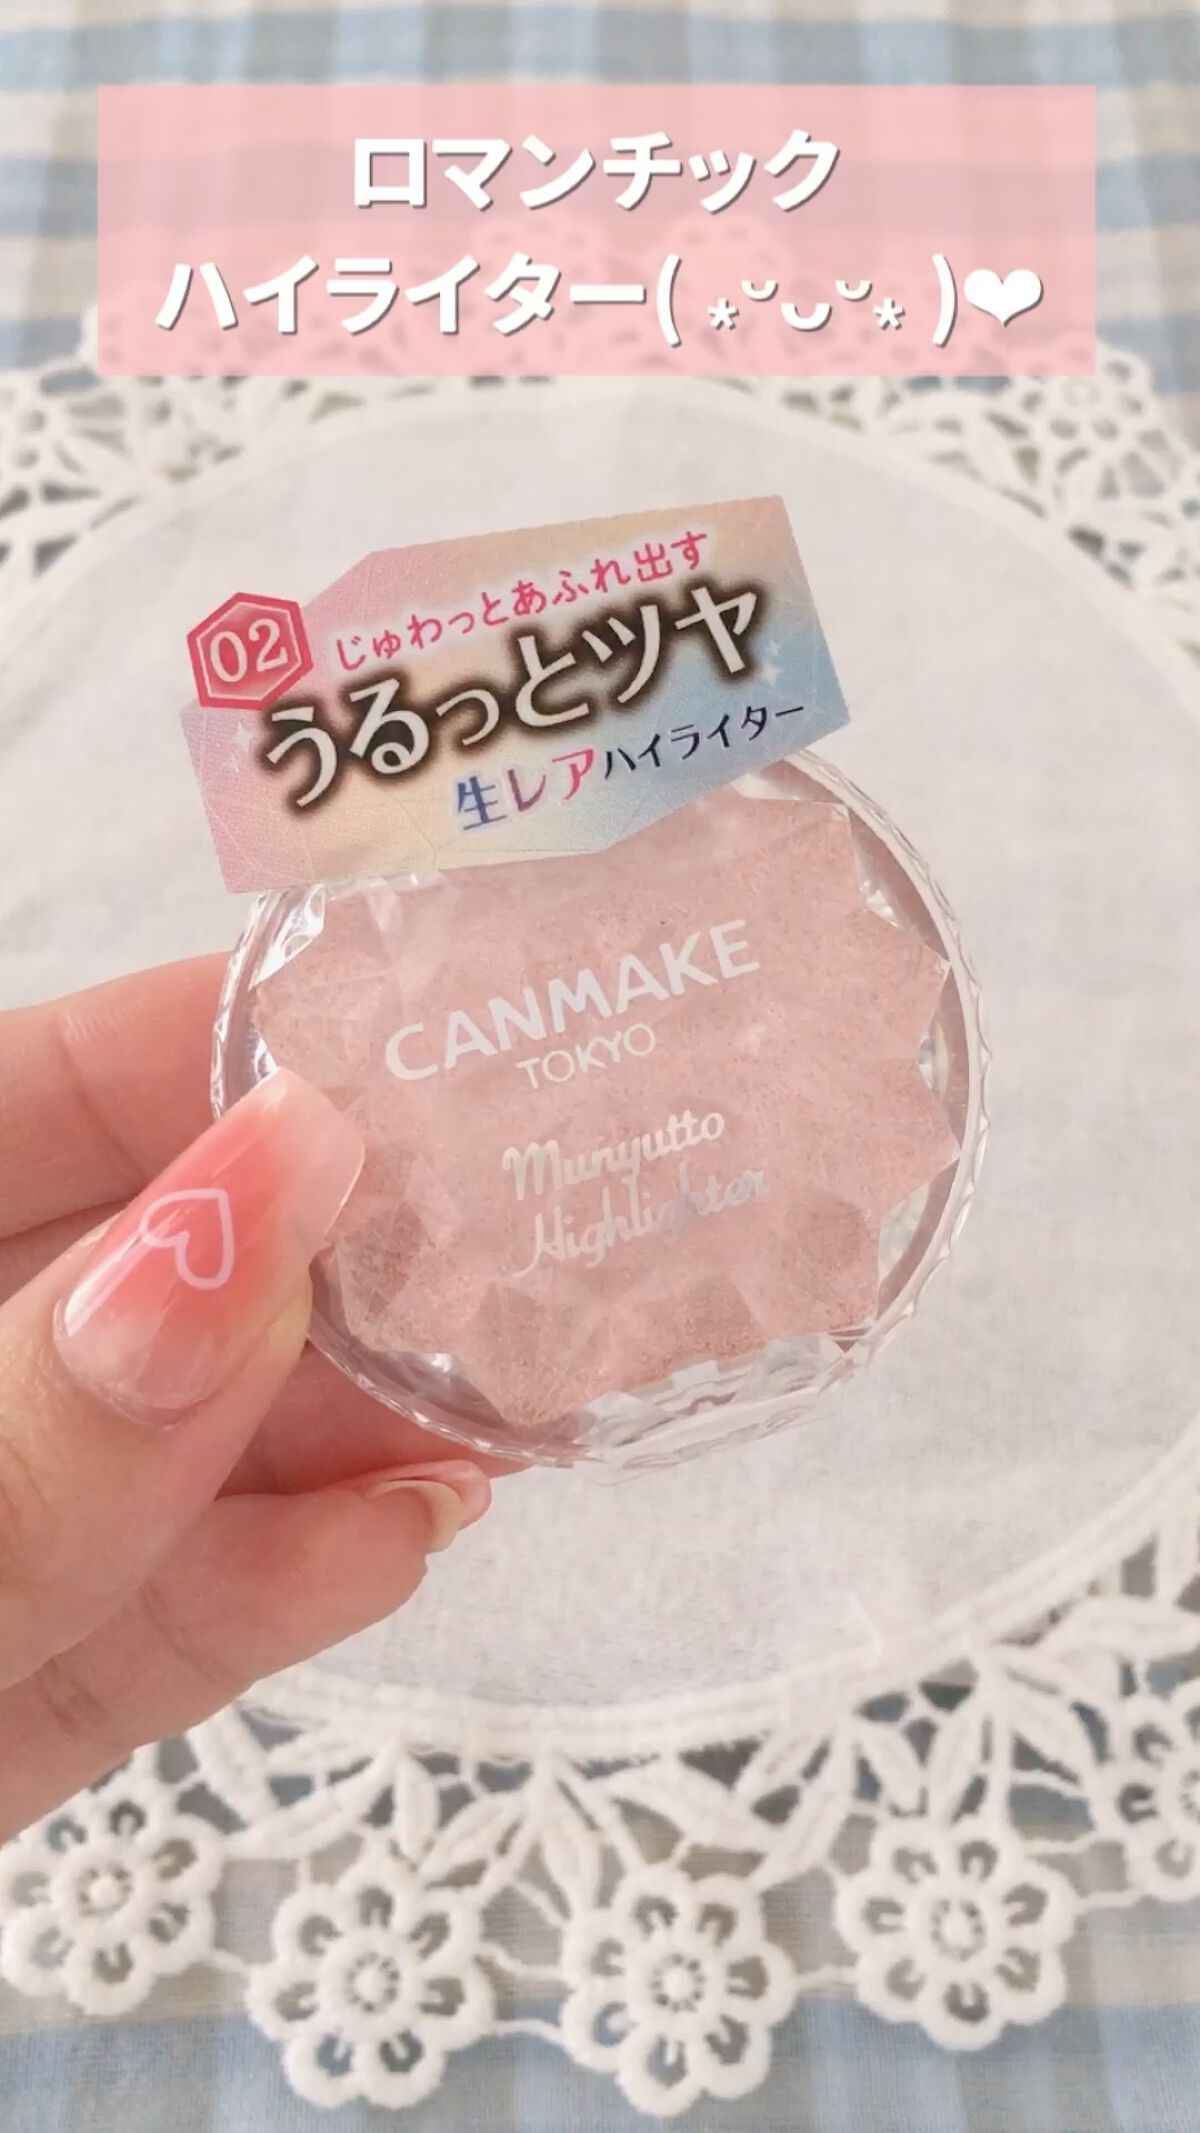 ロマンチック
ハイライター( ⁎ᵕᴗᵕ⁎ )❤
02
じゅわっとあふれ出す
うるっとツヤ
生レアハイライター
CANMAKE
TOKYO
Munyutto
Highlighter